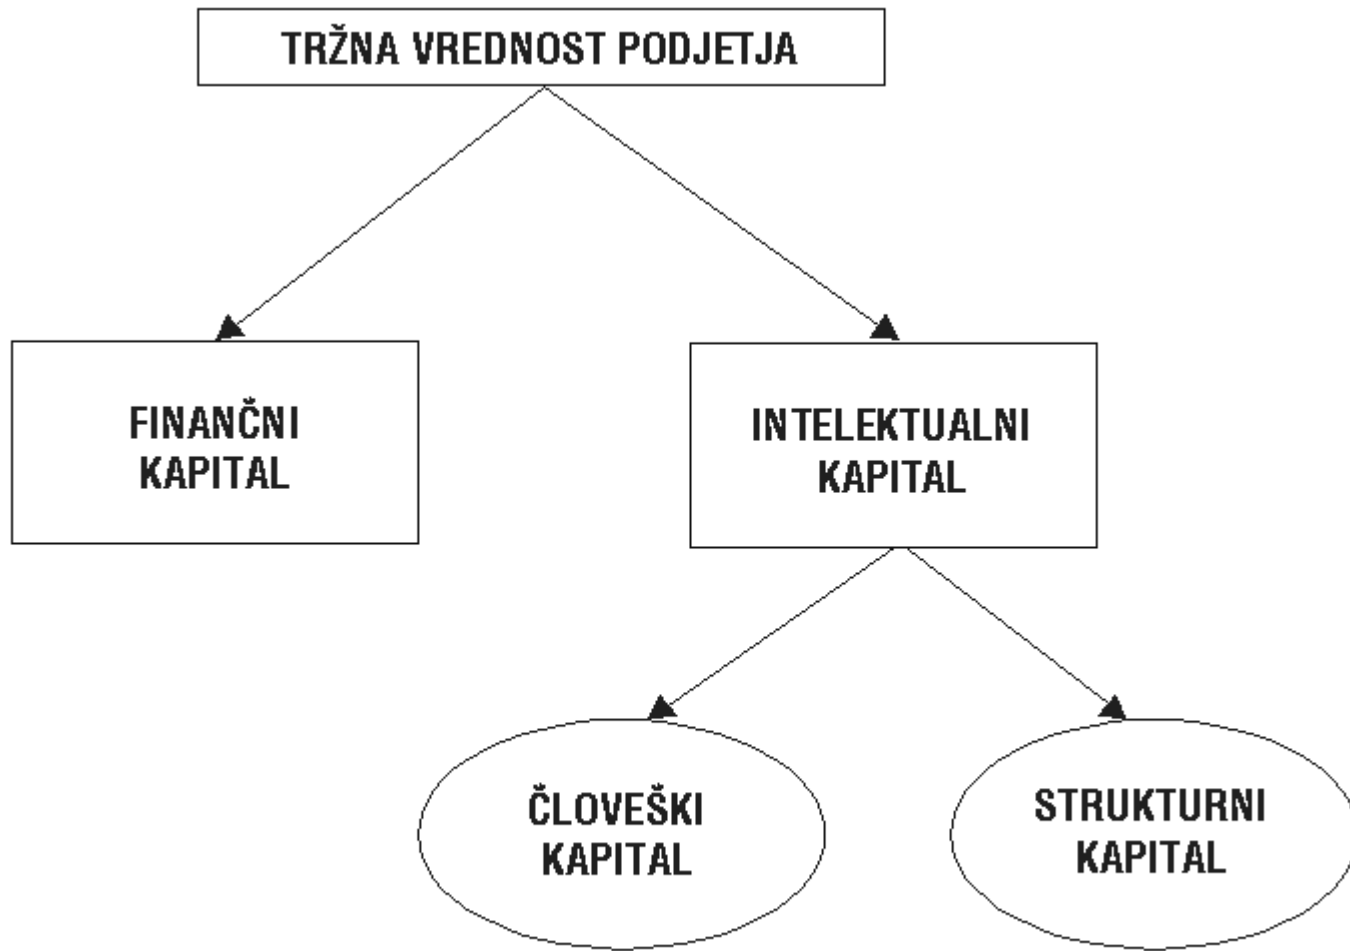 TRŽNA VREDNOST PODJETJA
FINANČNI
KAPITAL
INTELEKTUALNI
KAPITAL
ČLOVEŠKI
KAPITAL
STRUKTURNI
KAPITAL